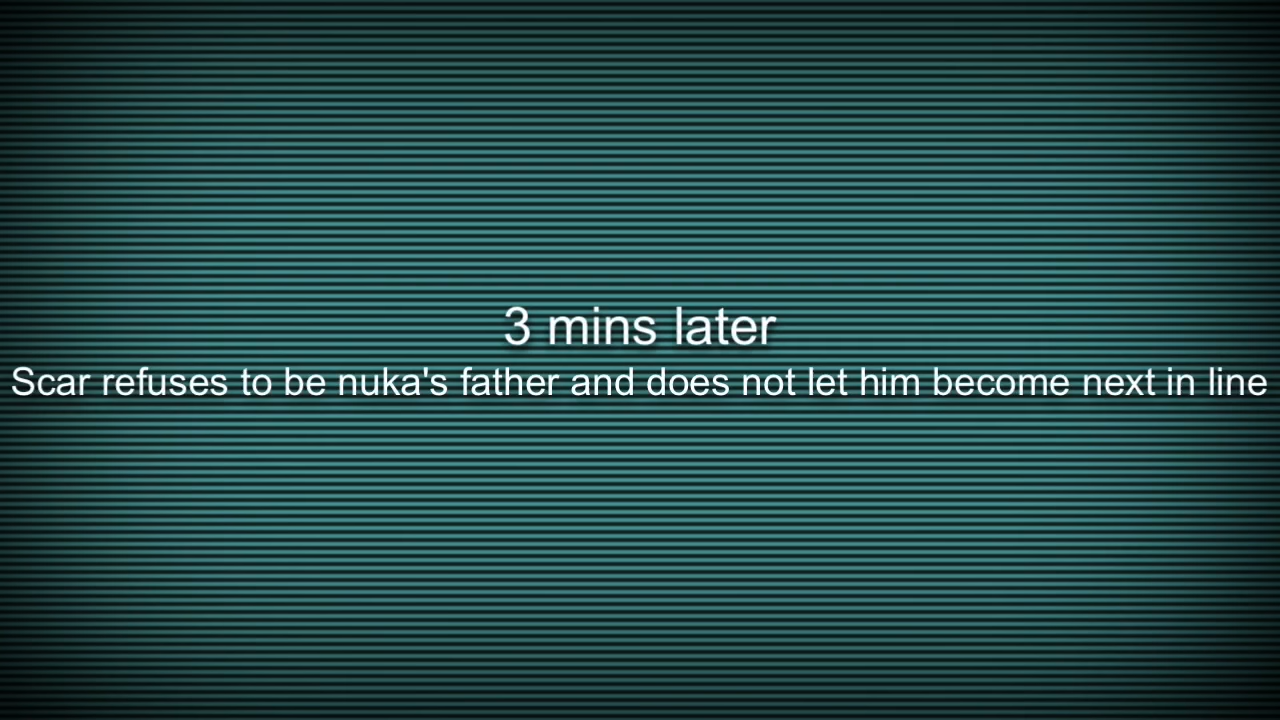 3 mins later
Scar refuses to be nuka's father and does not let him become next in line